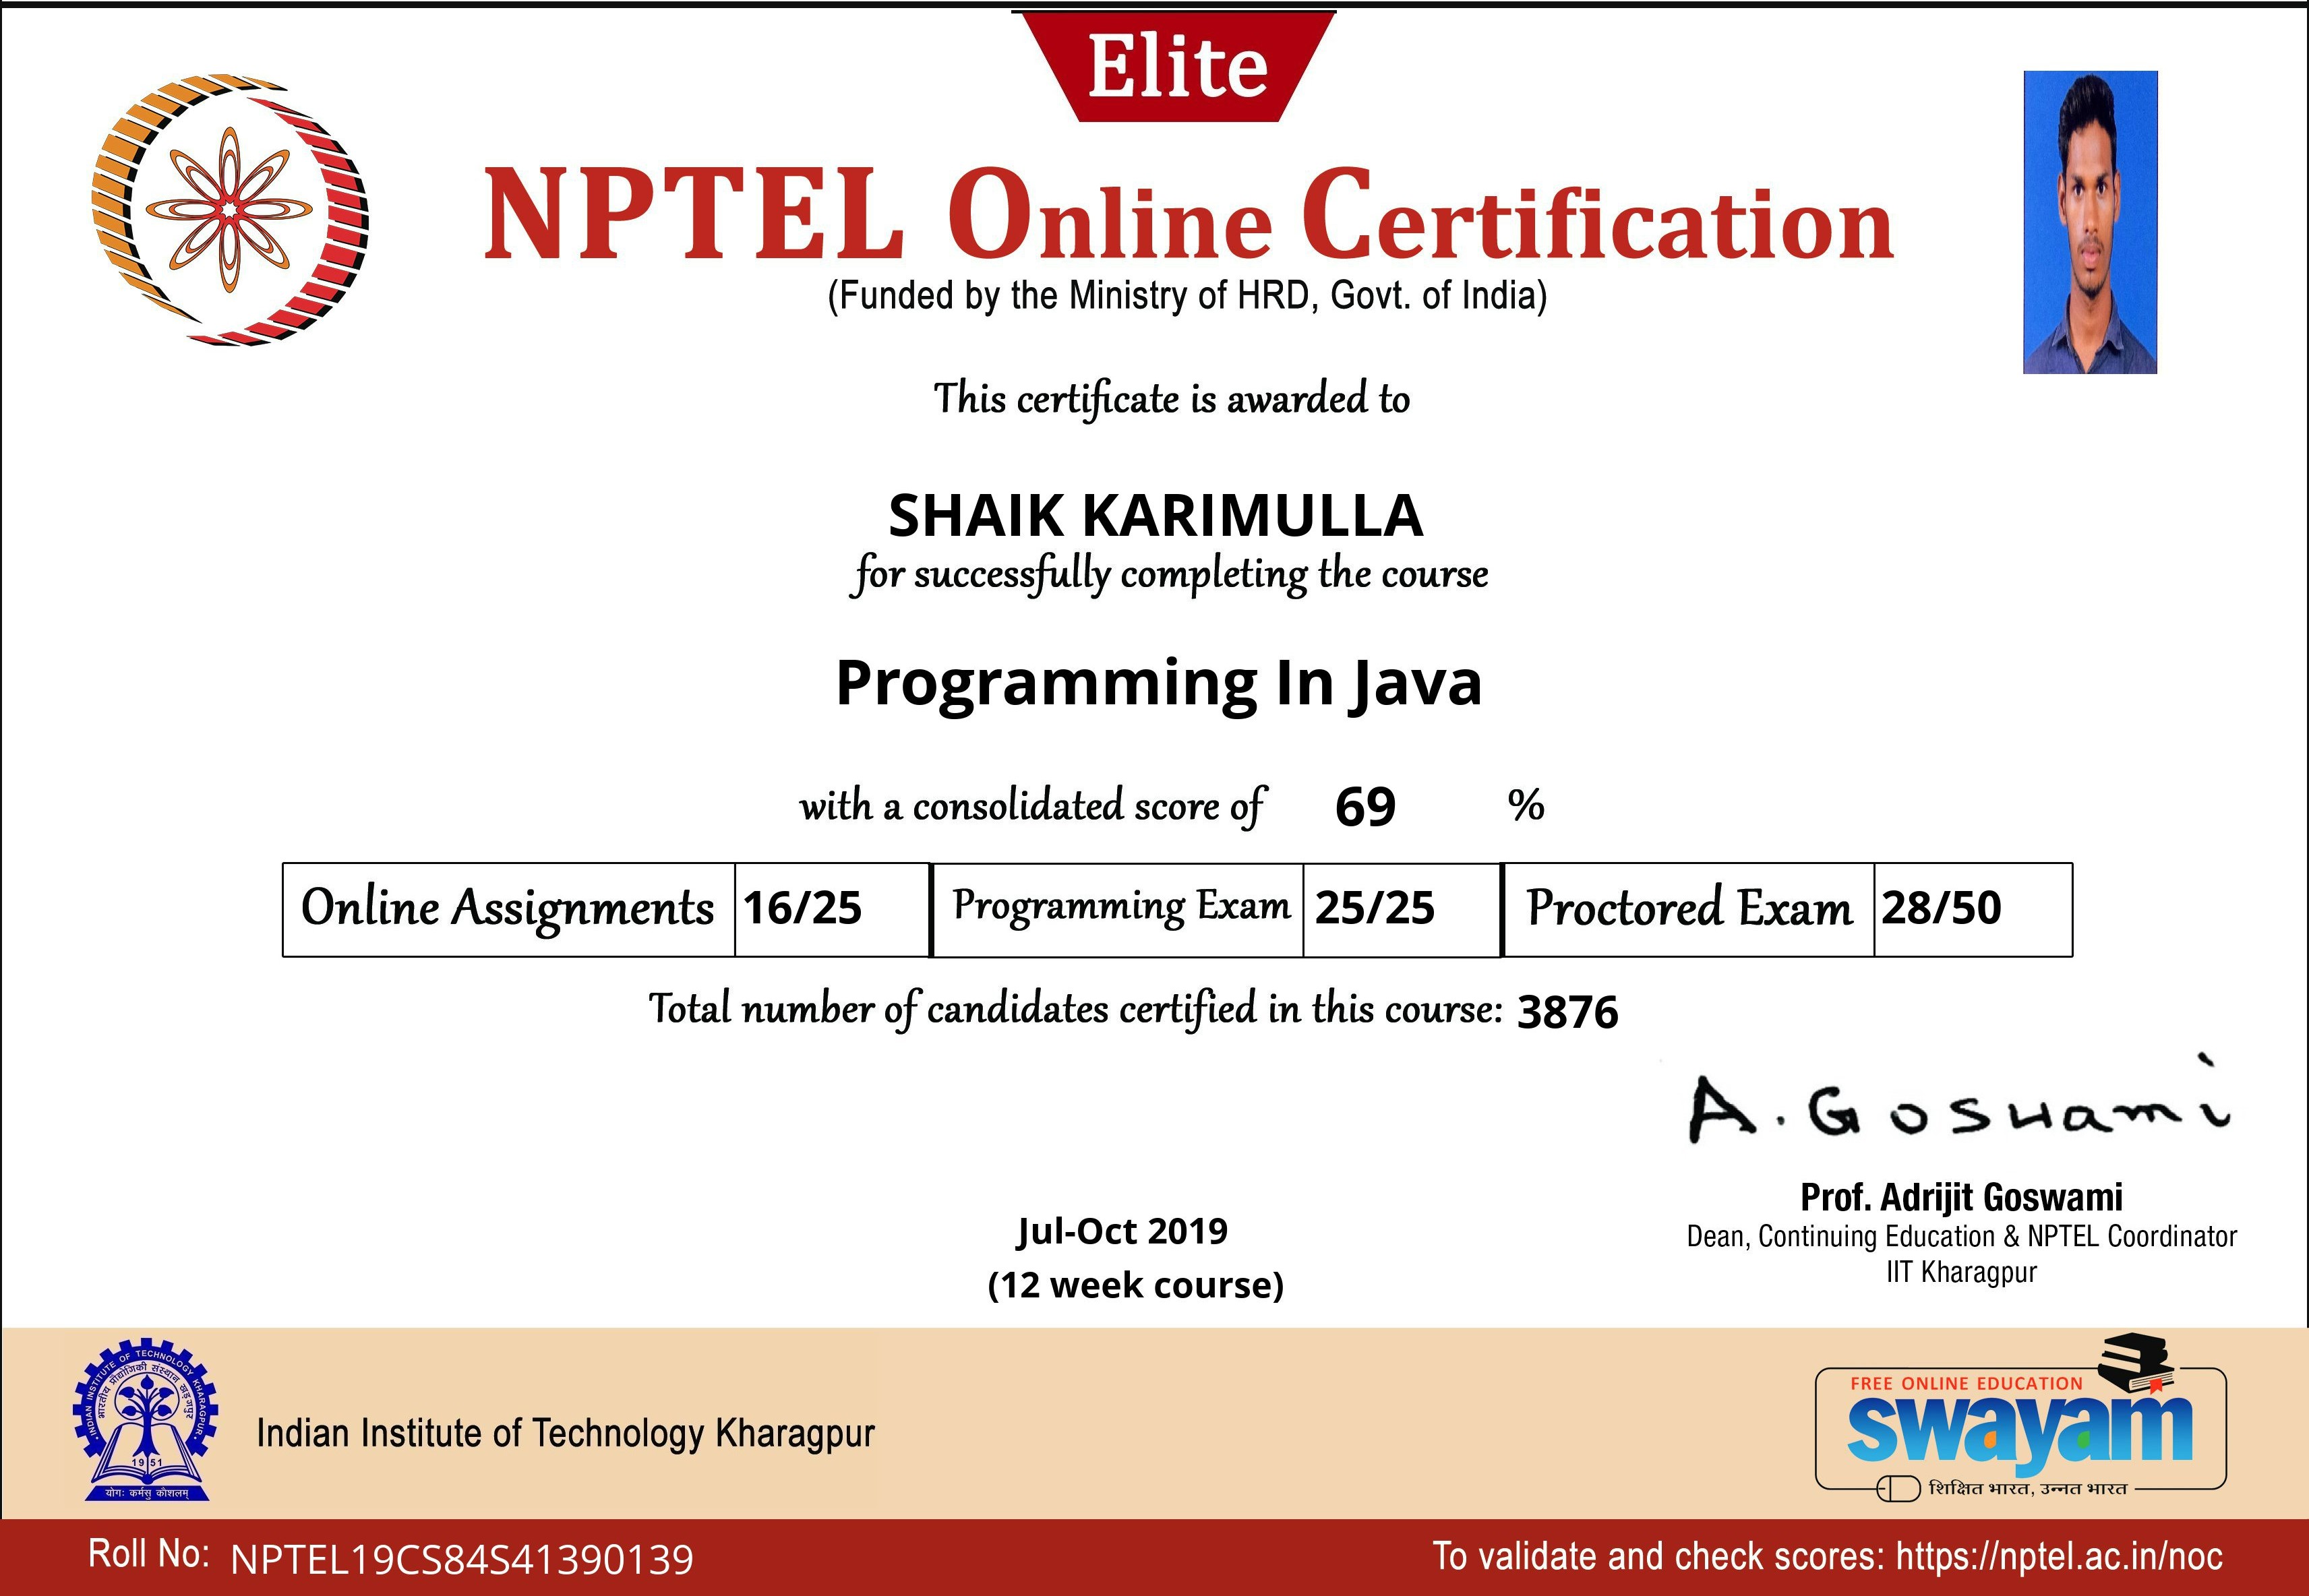 Elite
NPTEL Online Certification
(Funded by the Ministry of HRD, Govt. of India)
This certificate is awarded to
SHAIK KARIMULLA
for successfully completing the course
Programming In Java
with a consolidated score of 69 %
Online Assignments 16/25 Programming Exam 25/25 Proctored Exam 28/50
Total number of candidates certified in this course: 3876
A. Goswami
Prof. Adrijit Goswami
Dean, Continuing Education & NPTEL Coordinator
IIT Kharagpur
Jul-Oct 2019
(12 week course)
INDIAN INSTITUTE OF TECHNOLOGY KHARAGPUR
भारतीय प्रौद्योगिकी संस्थान खड़गपुर
1951
योगः कर्मसु कौशलम्
Indian Institute of Technology Kharagpur
FREE ONLINE EDUCATION
swayam
शिक्षित भारत, उन्नत भारत
Roll No: NPTEL19CS84S41390139
To validate and check scores: https://nptel.ac.in/noc